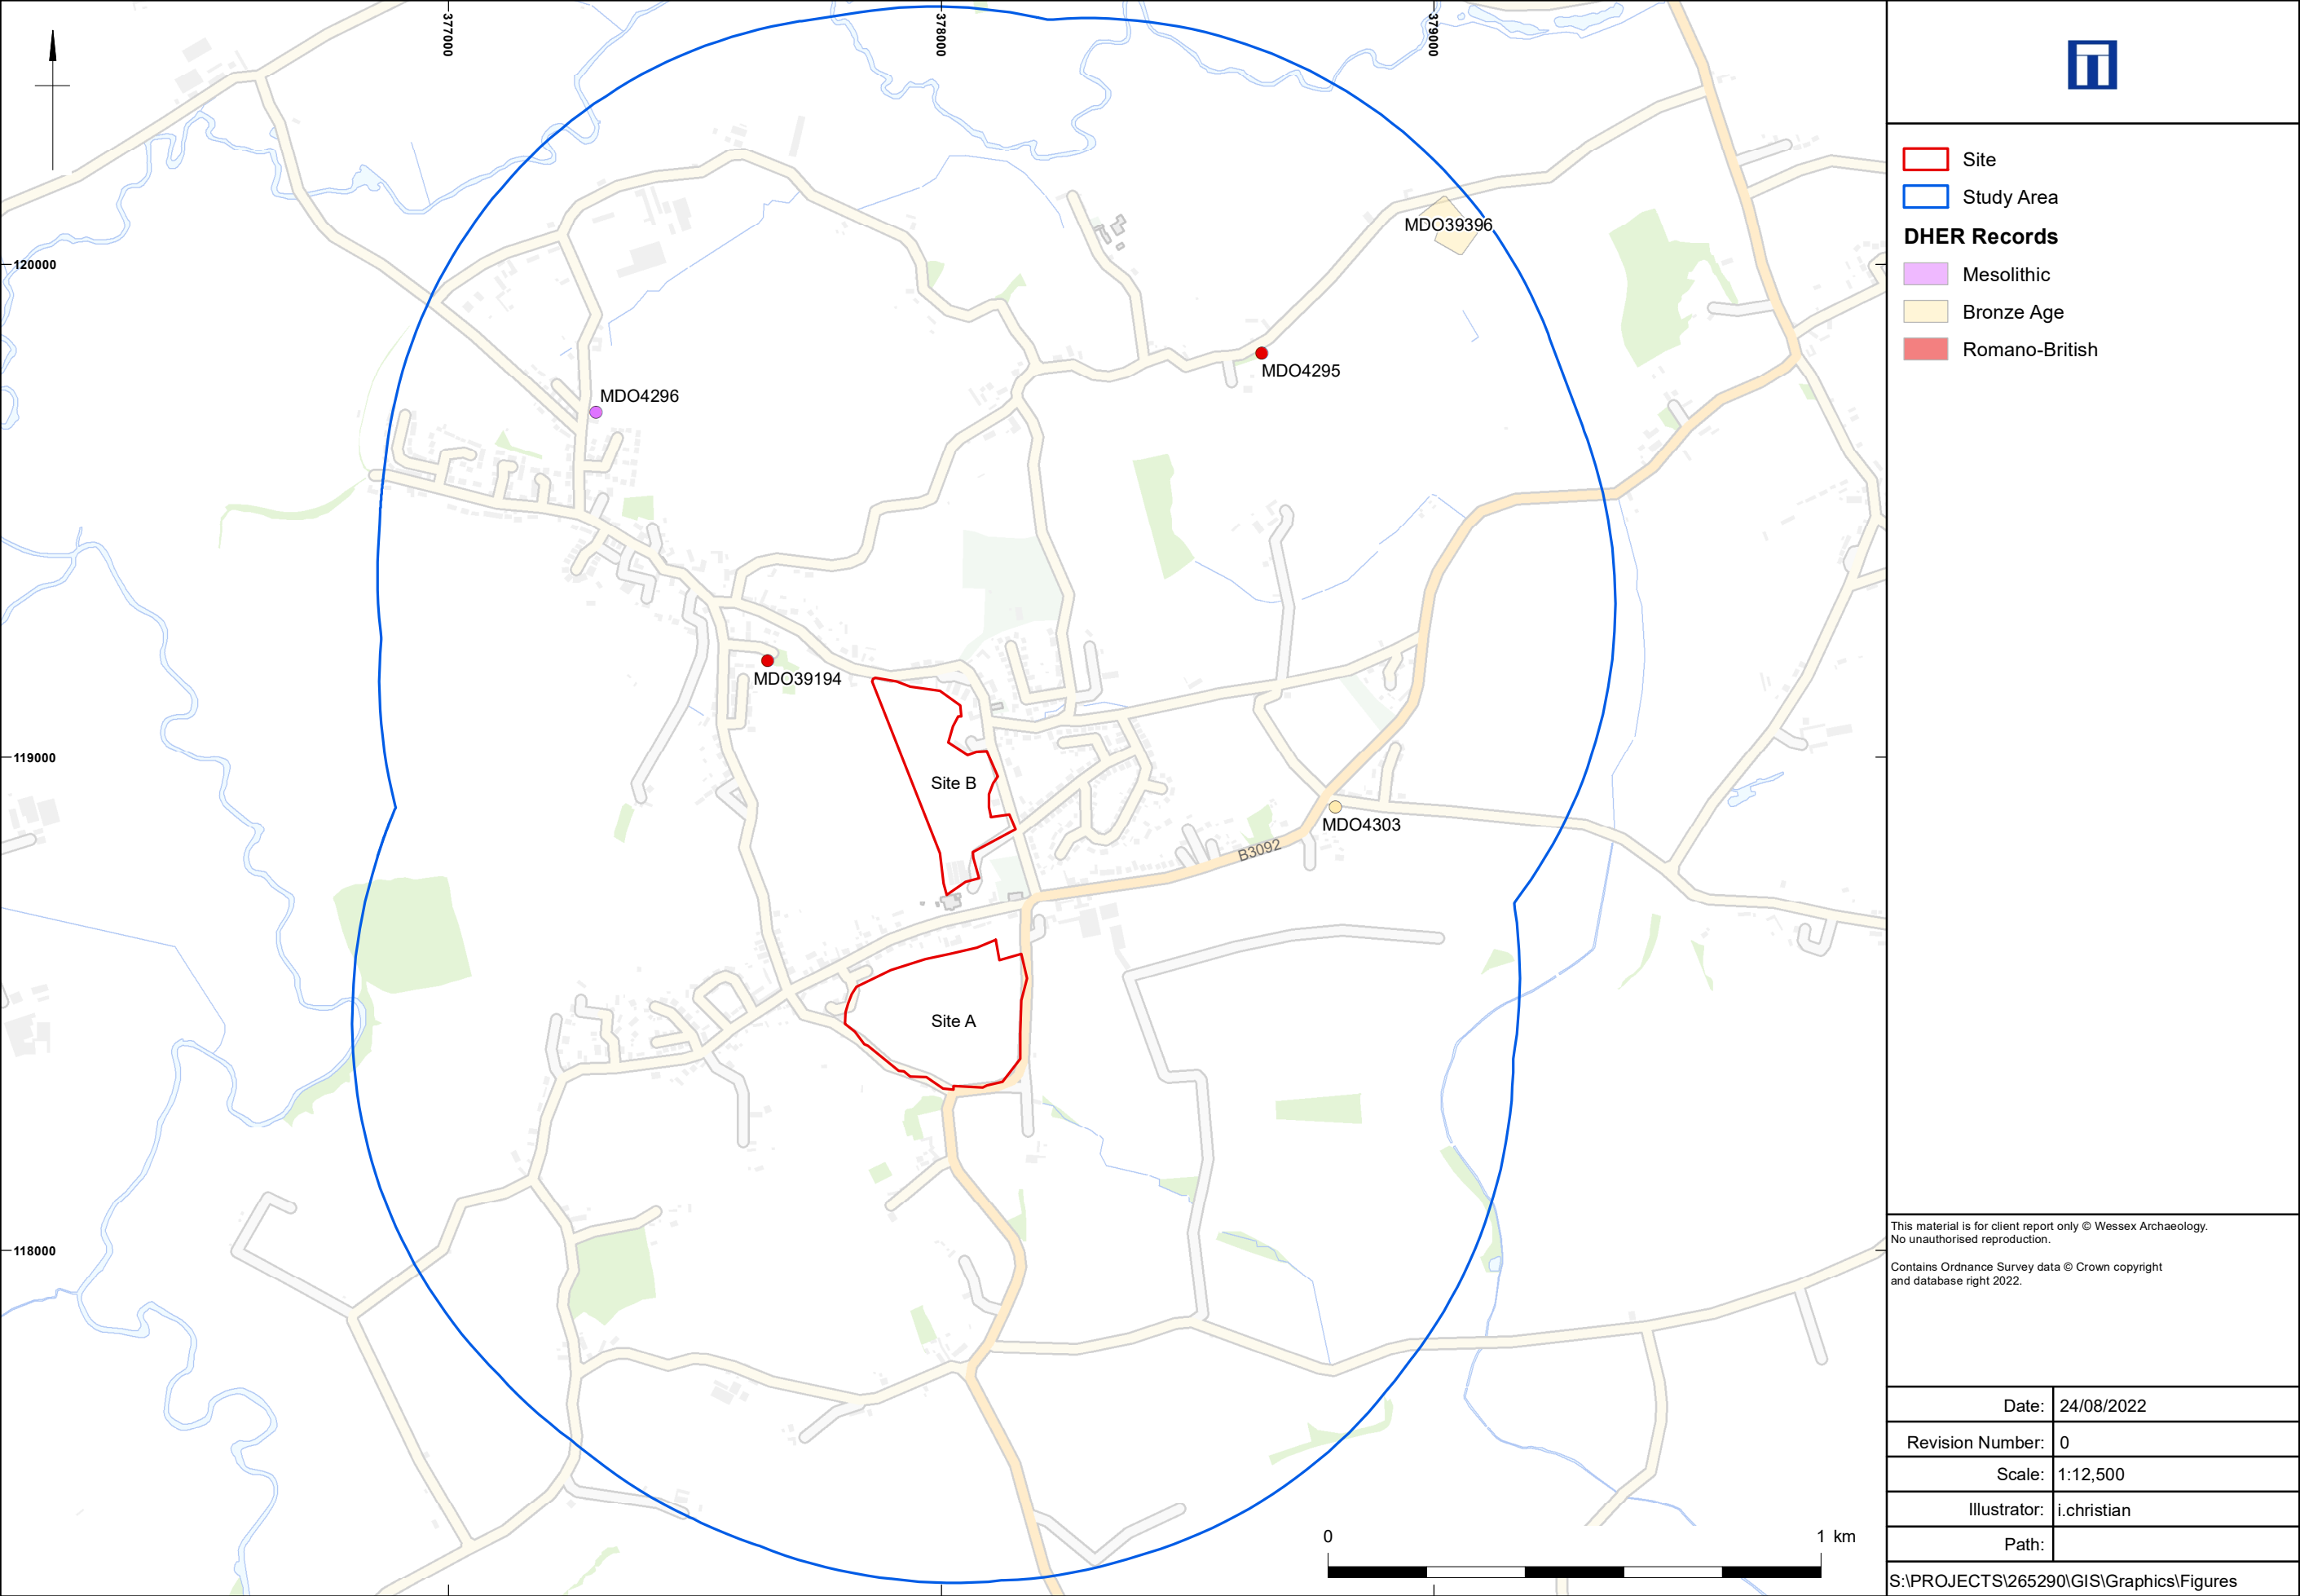 377000
378000
379000
120000
119000
118000
MDO39396
MDO4295
MDO4296
MDO39194
Site B
MDO4303
B3092
Site A
0 1 km
Site
Study Area
DHER Records
Mesolithic
Bronze Age
Romano-British
This material is for client report only © Wessex Archaeology.
No unauthorised reproduction.
Contains Ordnance Survey data © Crown copyright
and database right 2022.
Date: 24/08/2022
Revision Number: 0
Scale: 1:12,500
Illustrator: i.christian
Path:
S:\PROJECTS\265290\GIS\Graphics\Figures